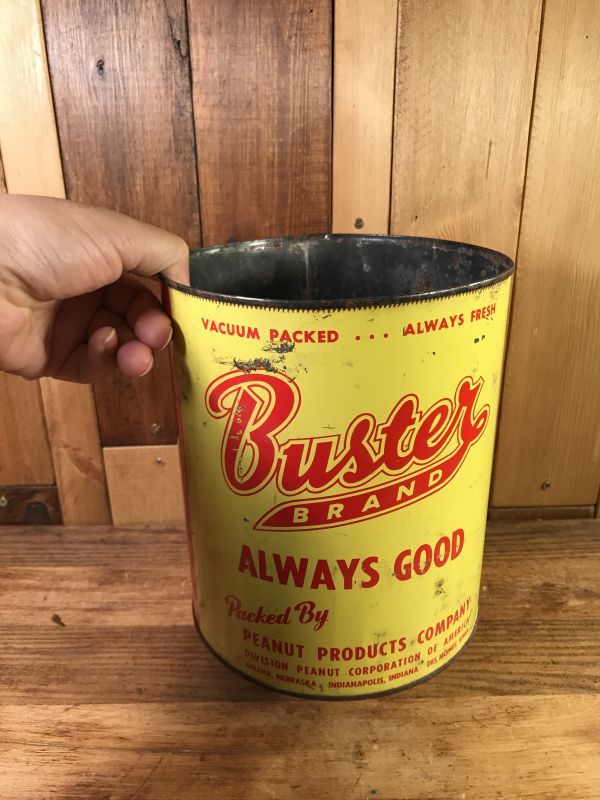 VACUUM PACKED ... ALWAYS FRESH
Buster
BRAND
ALWAYS GOOD
Packed By
PEANUT PRODUCTS COMPANY
DIVISION PEANUT CORPORATION OF AMERICA
OMAHA, NEBRASKA . INDIANAPOLIS, INDIANA . DES MOINES, IOWA